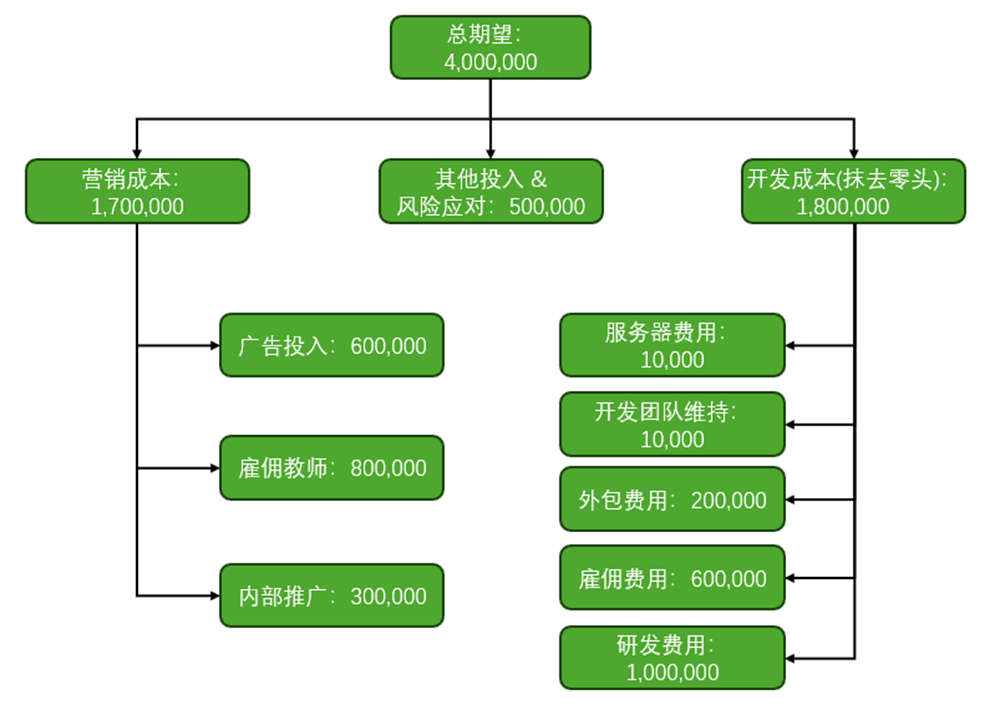 总期望：
4,000,000
营销成本：
1,700,000
其他投入 &
风险应对：500,000
开发成本(抹去零头)：
1,800,000
广告投入：600,000
雇佣教师：800,000
内部推广：300,000
服务器费用：
10,000
开发团队维持：
10,000
外包费用：200,000
雇佣费用：600,000
研发费用：
1,000,000